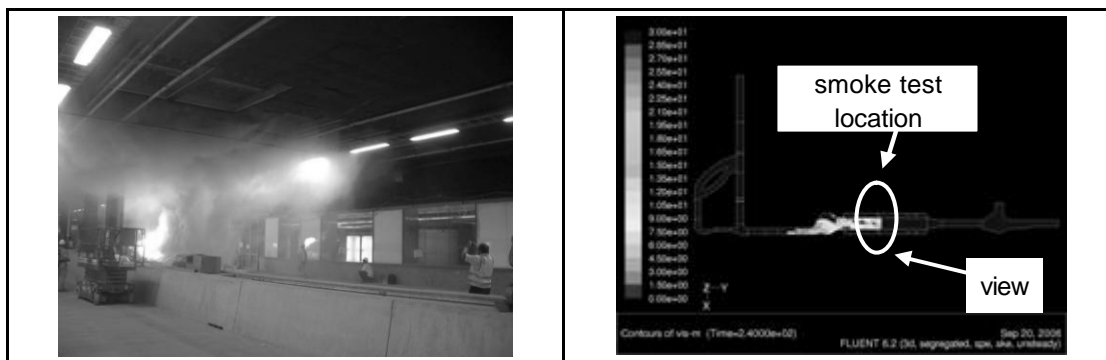 3.00e+01
2.85e+01
2.70e+01
2.55e+01
2.40e+01
2.25e+01
2.10e+01
1.95e+01
1.80e+01
1.65e+01
1.50e+01
1.35e+01
1.20e+01
1.05e+01
9.00e+00
7.50e+00
6.00e+00
4.50e+00
3.00e+00
1.50e+00
0.00e+00
smoke test
location
view
Z Y
X
Contours of vis-m (Time=2.4000e+02)
Sep 20, 2006
FLUENT 6.2 (3d, segregated, spe, ske, unsteady)